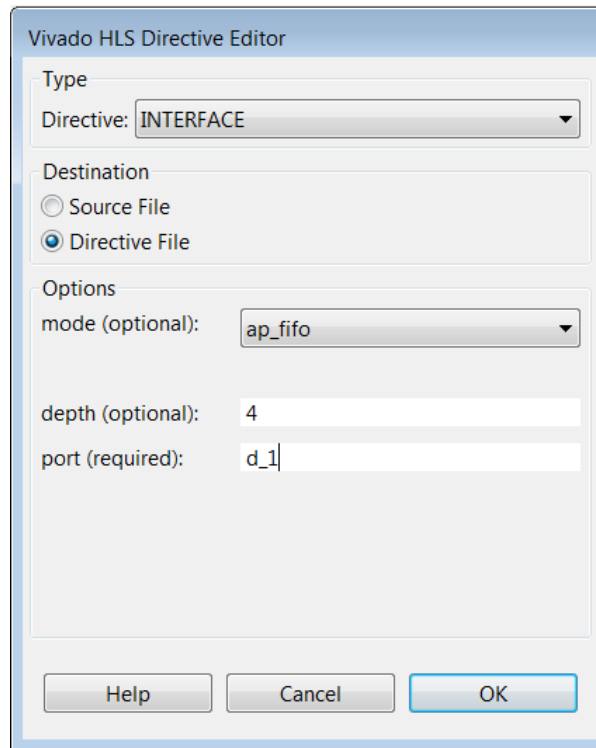 Vivado HLS Directive Editor
Type
Directive: INTERFACE
Destination
Source File
Directive File
Options
mode (optional): ap_fifo
depth (optional): 4
port (required): d_1
Help Cancel OK